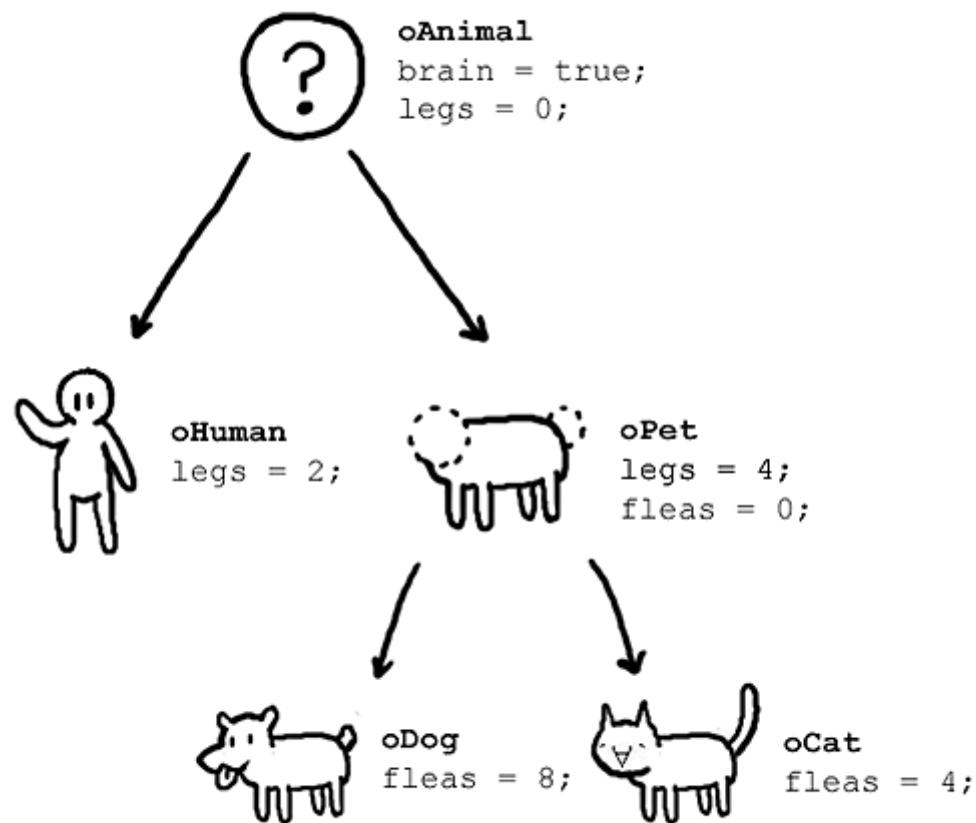 ?
oAnimal
brain = true;
legs = 0;
oHuman
legs = 2;
oPet
legs = 4;
fleas = 0;
oDog
fleas = 8;
oCat
fleas = 4;